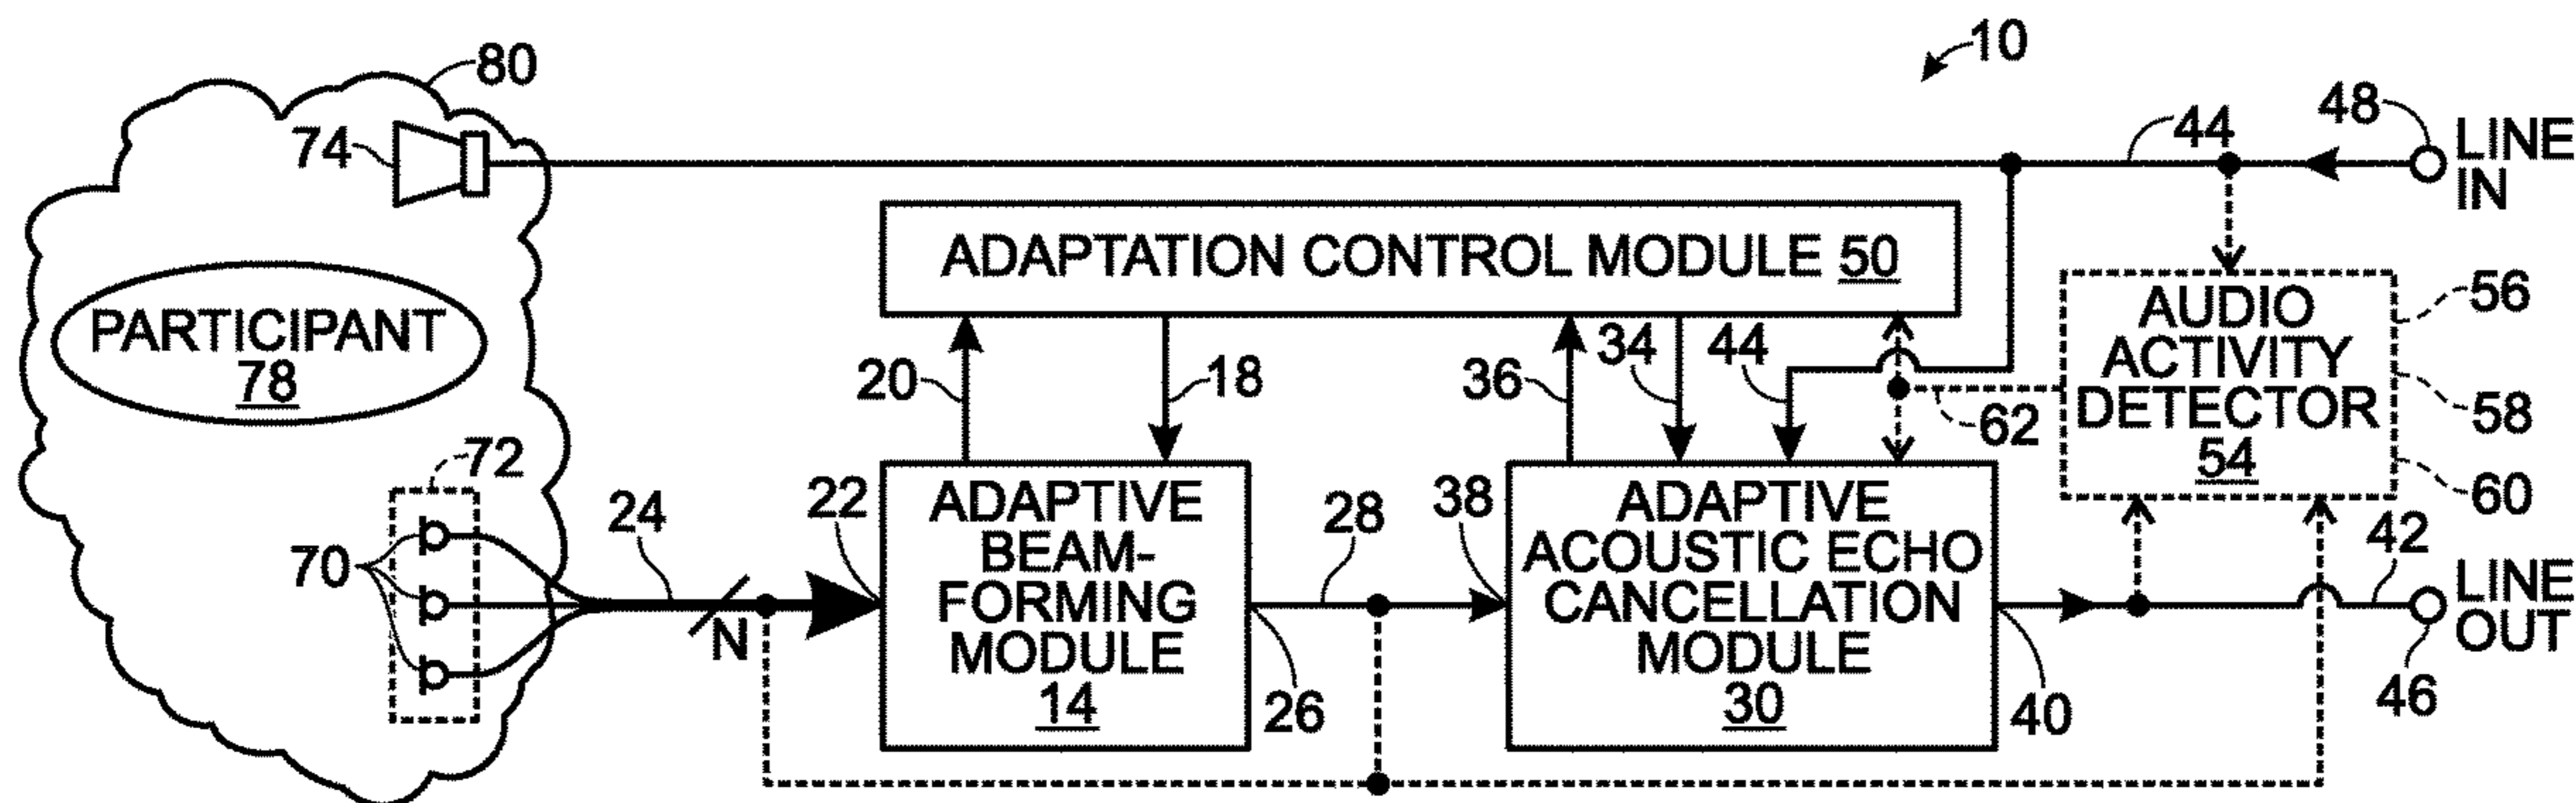 10
80
48
LINE
IN
44
74
ADAPTATION CONTROL MODULE 50
PARTICIPANT
78
20
18
36
34
44
62
AUDIO
ACTIVITY
DETECTOR
54
56
58
60
72
70
24
N
22
ADAPTIVE
BEAM-
FORMING
MODULE
14
26
28
38
ADAPTIVE
ACOUSTIC ECHO
CANCELLATION
MODULE
30
40
42
LINE
OUT
46